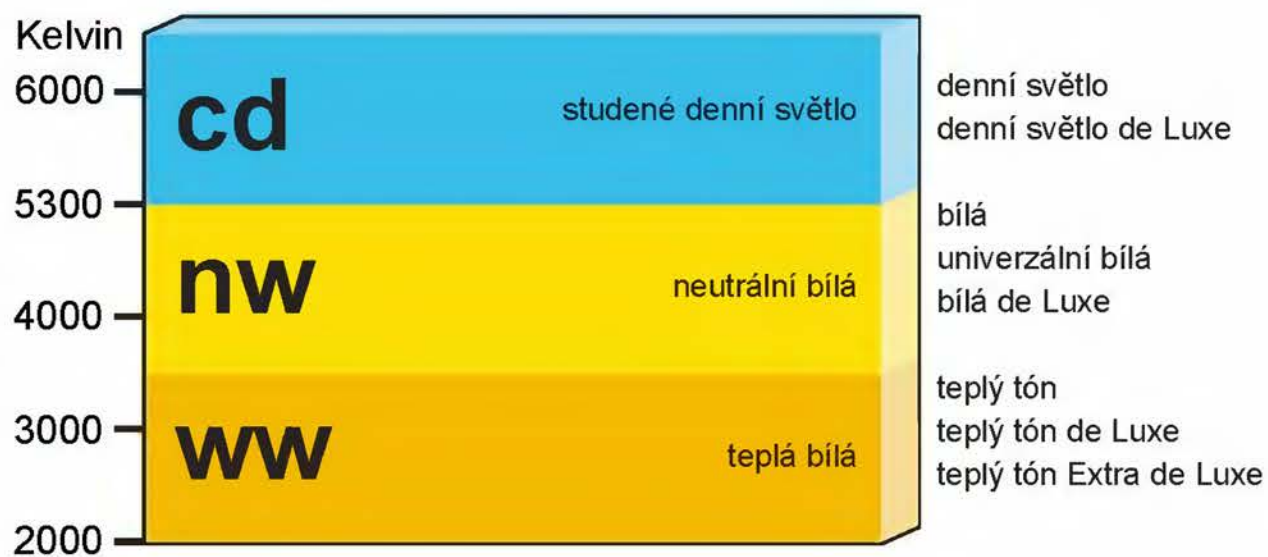 Kelvin
6000
cd
studené denní světlo
denní světlo
denní světlo de Luxe
5300
nw
neutrální bílá
bílá
univerzální bílá
bílá de Luxe
4000
3000
ww
teplá bílá
teplý tón
teplý tón de Luxe
teplý tón Extra de Luxe
2000